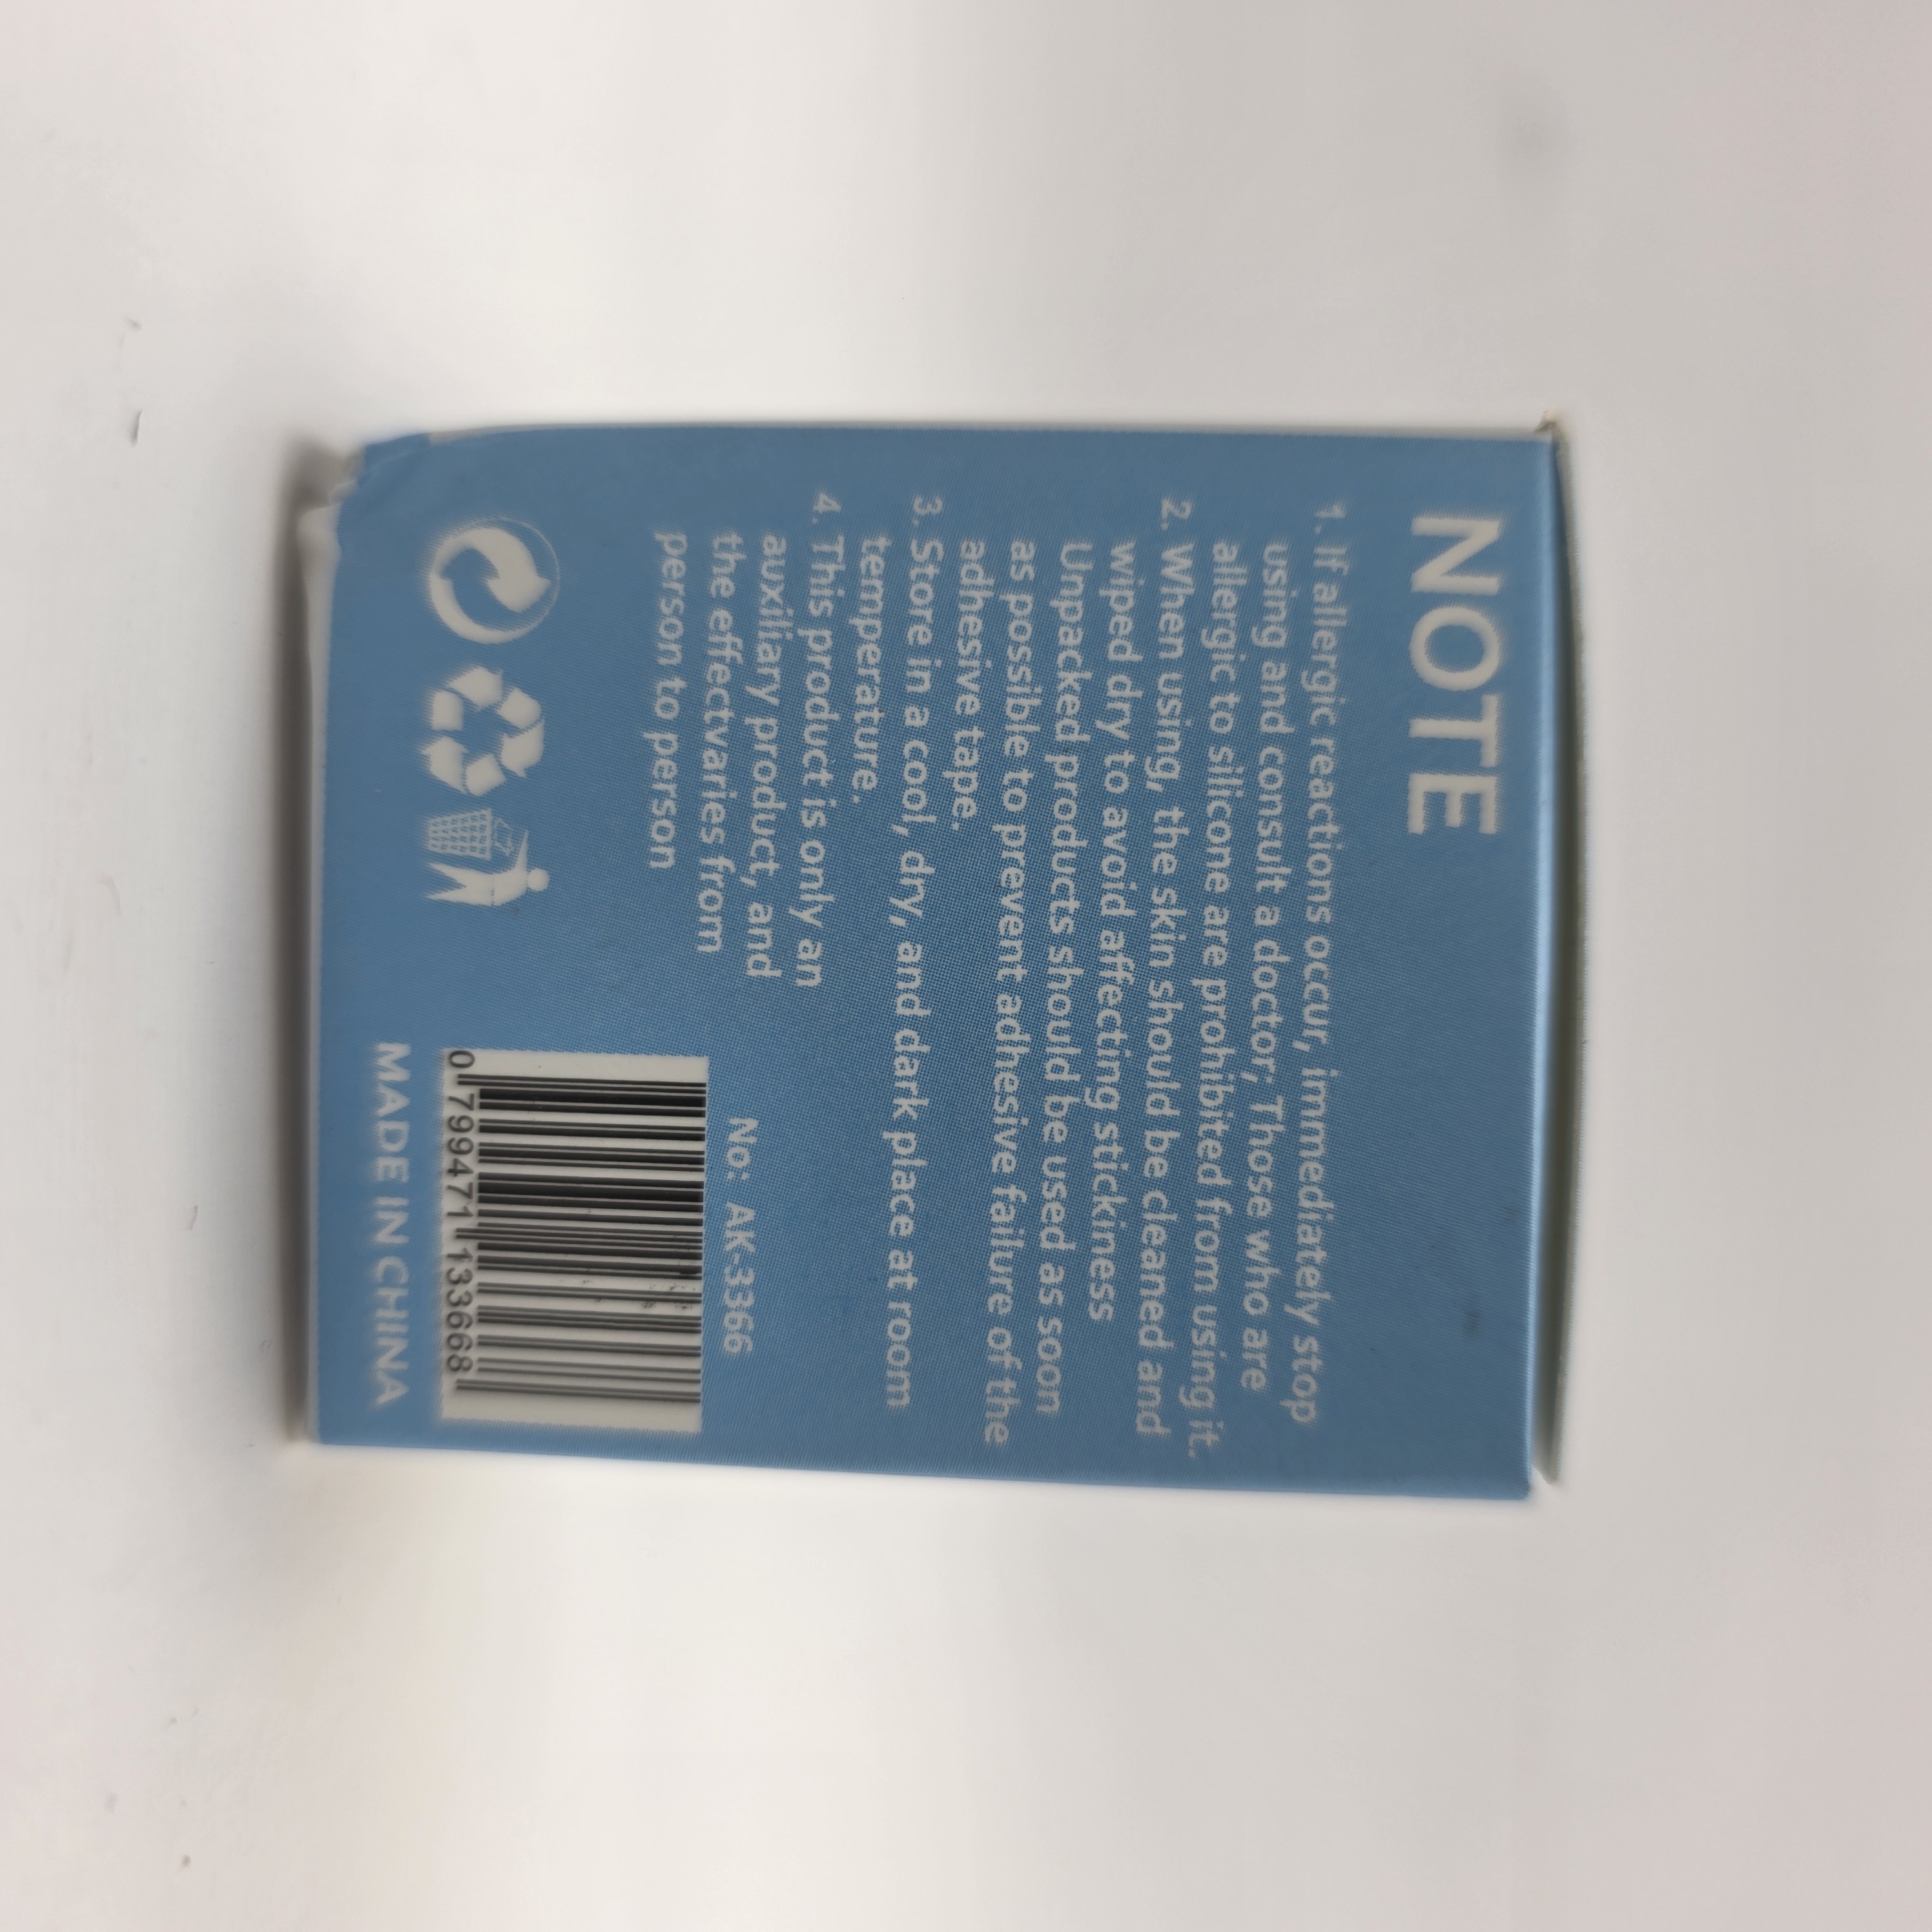 NOTE
1. If allergic reactions occur, immediately stop
using and consult a doctor; Those who are
allergic to silicone are prohibited from using it.
2. When using, the skin should be cleaned and
wiped dry to avoid affecting stickiness
Unpacked products should be used as soon
as possible to prevent adhesive failure of the
adhesive tape.
3. Store in a cool, dry, and dark place at room
temperature.
4. This product is only an
auxiliary product, and
the effectvaries from
person to person
No: AK-3366
0 799471 133668
MADE IN CHINA